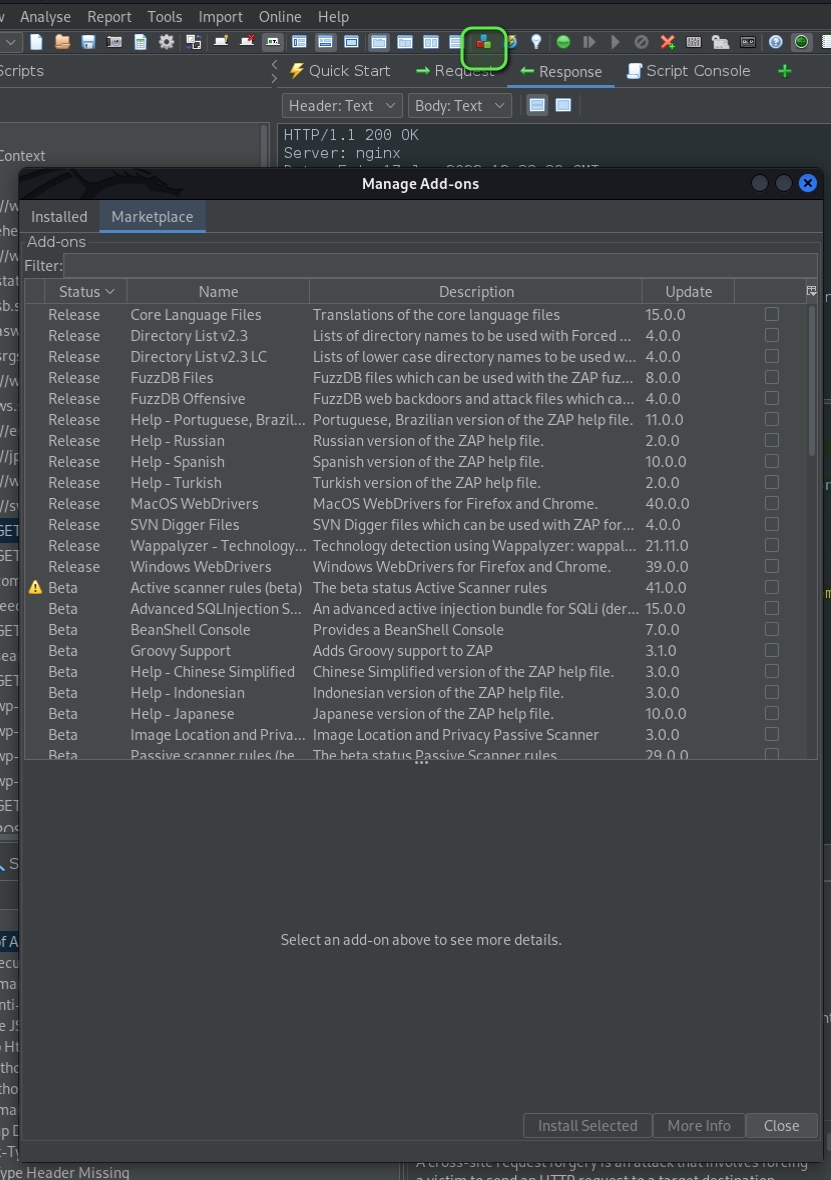 Analyse Report Tools Import Online Help
Scripts
Quick Start Request Response Script Console
Header: Text Body: Text
Context
HTTP/1.1 200 OK
Server: nginx
Manage Add-ons
Installed Marketplace
Add-ons
Filter:
Status Name Description Update
Release Core Language Files Translations of the core language files 15.0.0
Release Directory List v2.3 Lists of directory names to be used with Forced ... 4.0.0
Release Directory List v2.3 LC Lists of lower case directory names to be used w... 4.0.0
Release FuzzDB Files FuzzDB files which can be used with the ZAP fuz... 8.0.0
Release FuzzDB Offensive FuzzDB web backdoors and attack files which ca... 4.0.0
Release Help - Portuguese, Brazil... Portuguese, Brazilian version of the ZAP help file. 11.0.0
Release Help - Russian Russian version of the ZAP help file. 2.0.0
Release Help - Spanish Spanish version of the ZAP help file. 10.0.0
Release Help - Turkish Turkish version of the ZAP help file. 2.0.0
Release MacOS WebDrivers MacOS WebDrivers for Firefox and Chrome. 40.0.0
Release SVN Digger Files SVN Digger files which can be used with ZAP for... 4.0.0
Release Wappalyzer - Technology... Technology detection using Wappalyzer: wappal... 21.11.0
Release Windows WebDrivers Windows WebDrivers for Firefox and Chrome. 39.0.0
Beta Active scanner rules (beta) The beta status Active Scanner rules 41.0.0
Beta Advanced SQLInjection S... An advanced active injection bundle for SQLi (der... 15.0.0
Beta BeanShell Console Provides a BeanShell Console 7.0.0
Beta Groovy Support Adds Groovy support to ZAP 3.1.0
Beta Help - Chinese Simplified Chinese Simplified version of the ZAP help file. 3.0.0
Beta Help - Indonesian Indonesian version of the ZAP help file. 3.0.0
Beta Help - Japanese Japanese version of the ZAP help file. 10.0.0
Beta Image Location and Priva... Image Location and Privacy Passive Scanner 3.0.0
Beta Passive scanner rules (be The beta status Passive Scanner rules 29.0.0
Select an add-on above to see more details.
Install Selected More Info Close
ype Header Missing
A cross-site request forgery is an attack that involves forcing
a victim to send an HTTP request to a target destination